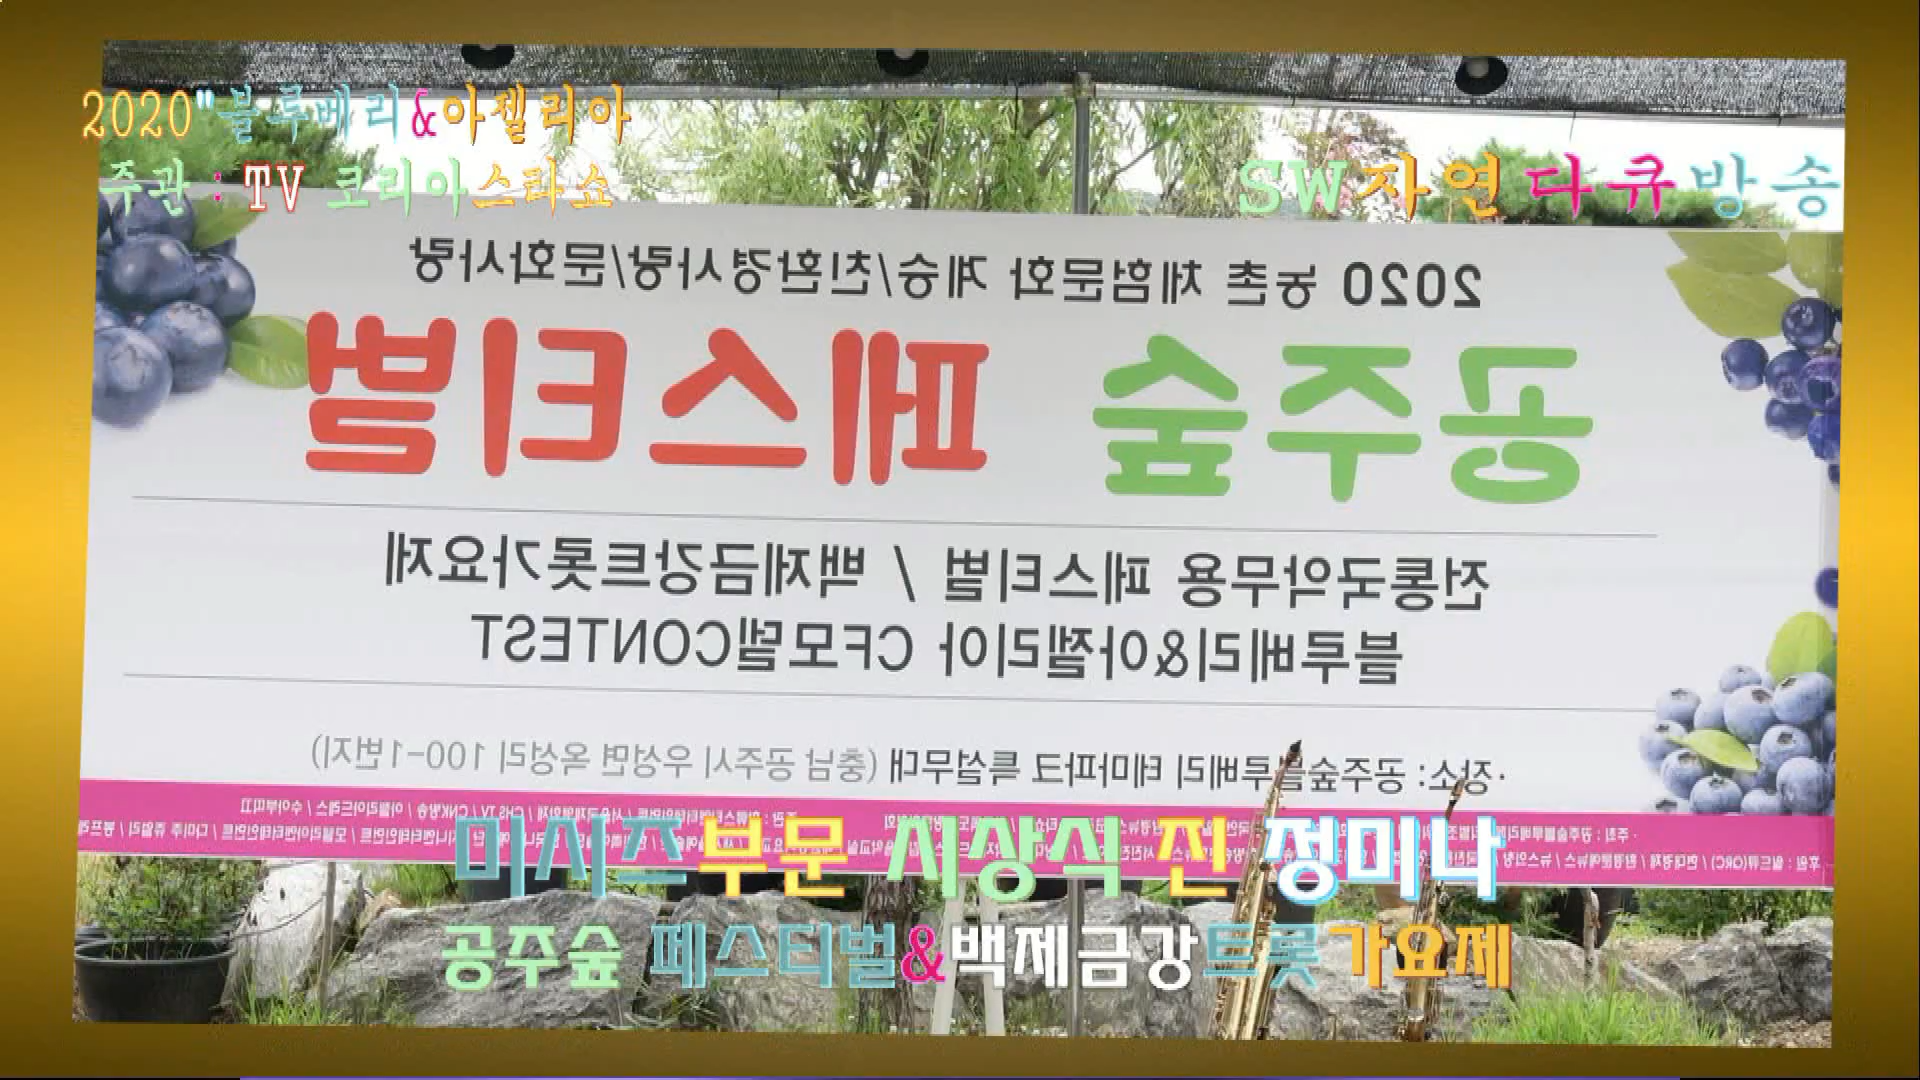 2020"블루베리&아젤리아
주관 : TV 코리아스타쇼
SW자연다큐방송
2020 농촌 체험문화 계승/친환경사랑/문화사랑
공주숲 페스티벌
전통국악무용 페스티벌 / 백제금강트롯가요제
블루베리&아젤리아 CF모델CONTEST
·장소: 공주숲블루베리 테마파크 특설무대 (충남 공주시 우성면 옥성리 100-1번지)
미시즈부문 시상식 진 정미나
공주숲 페스티벌&백제금강트롯가요제